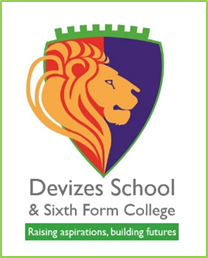 Devizes School
& Sixth Form College
Raising aspirations, building futures